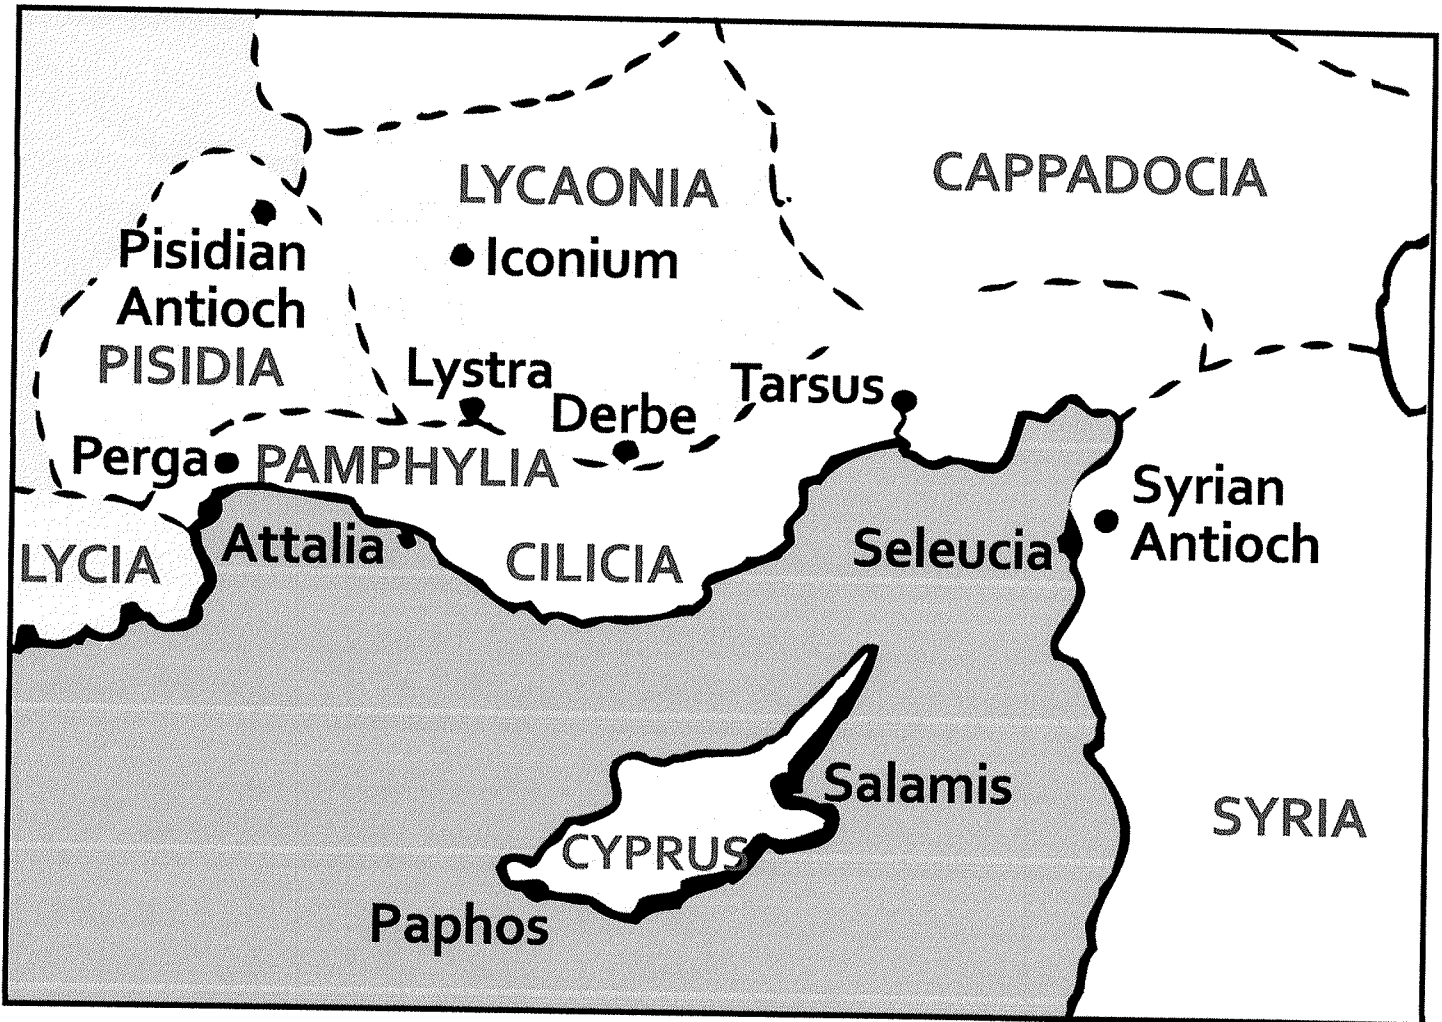 LYCAONIA
CAPPADOCIA
Pisidian
Antioch
Iconium
PISIDIA
Lystra
Derbe
Tarsus
Perga
PAMPHYLIA
Syrian
Antioch
LYCIA
Attalia
CILICIA
Seleucia
Salamis
SYRIA
CYPRUS
Paphos